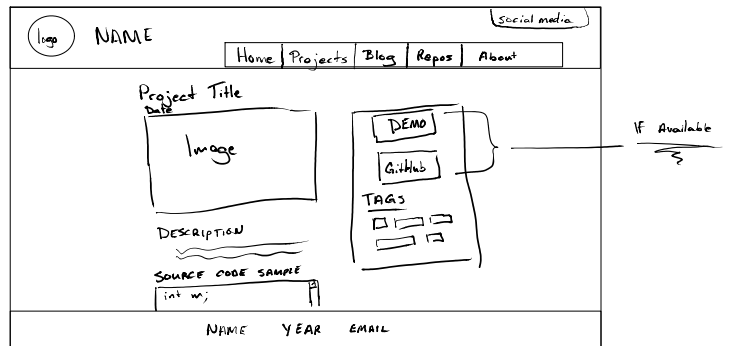 social media
logo NAME
Home Projects Blog Repos About
Project Title
Date
Image
DEMO
GitHub
IF Available
TAGS
DESCRIPTION
SOURCE CODE SAMPLE
int m;
NAME YEAR EMAIL